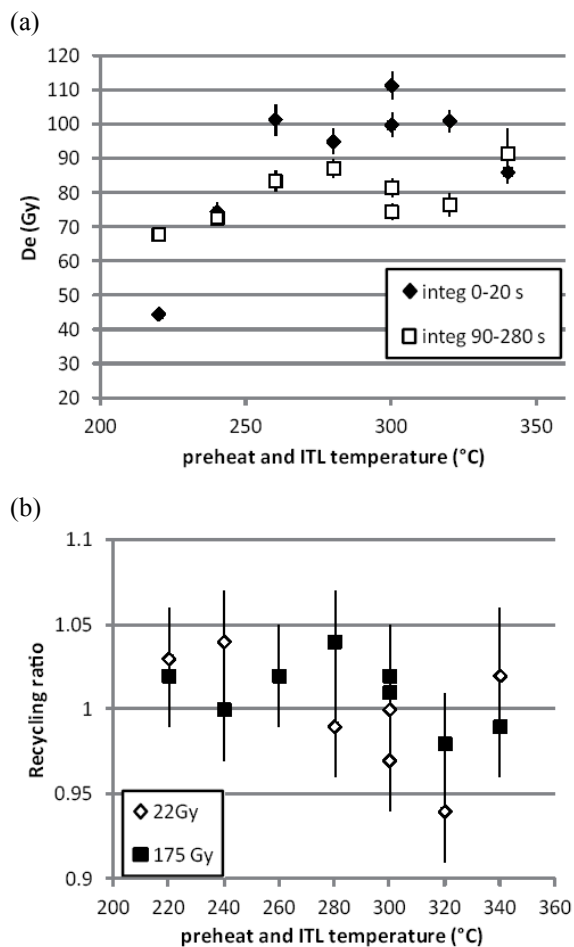 (a)
120
110
100
90
80
70
60
50
40
30
20
De (Gy)
integ 0-20 s
integ 90-280 s
200 250 300 350
preheat and ITL temperature (°C)
(b)
1.1
1.05
1
0.95
0.9
Recycling ratio
22Gy
175 Gy
200 220 240 260 280 300 320 340 360
preheat and ITL temperature (°C)